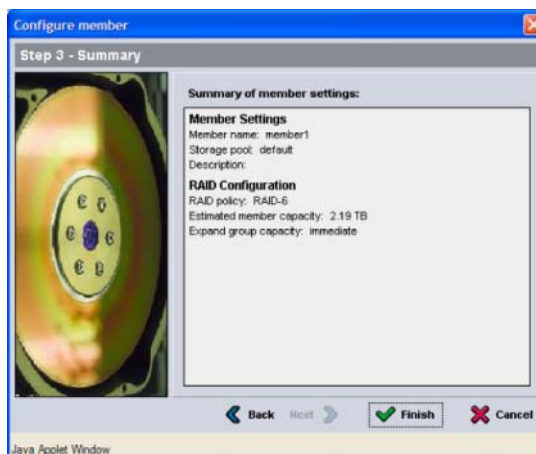 Configure member
Step 3 - Summary
Summary of member settings:
Member Settings
Member name: member1
Storage pool: default
Description:
RAID Configuration
RAID policy: RAID-6
Estimated member capacity: 2.19 TB
Expand group capacity: immediate
Back Next Finish Cancel
Java Applet Window